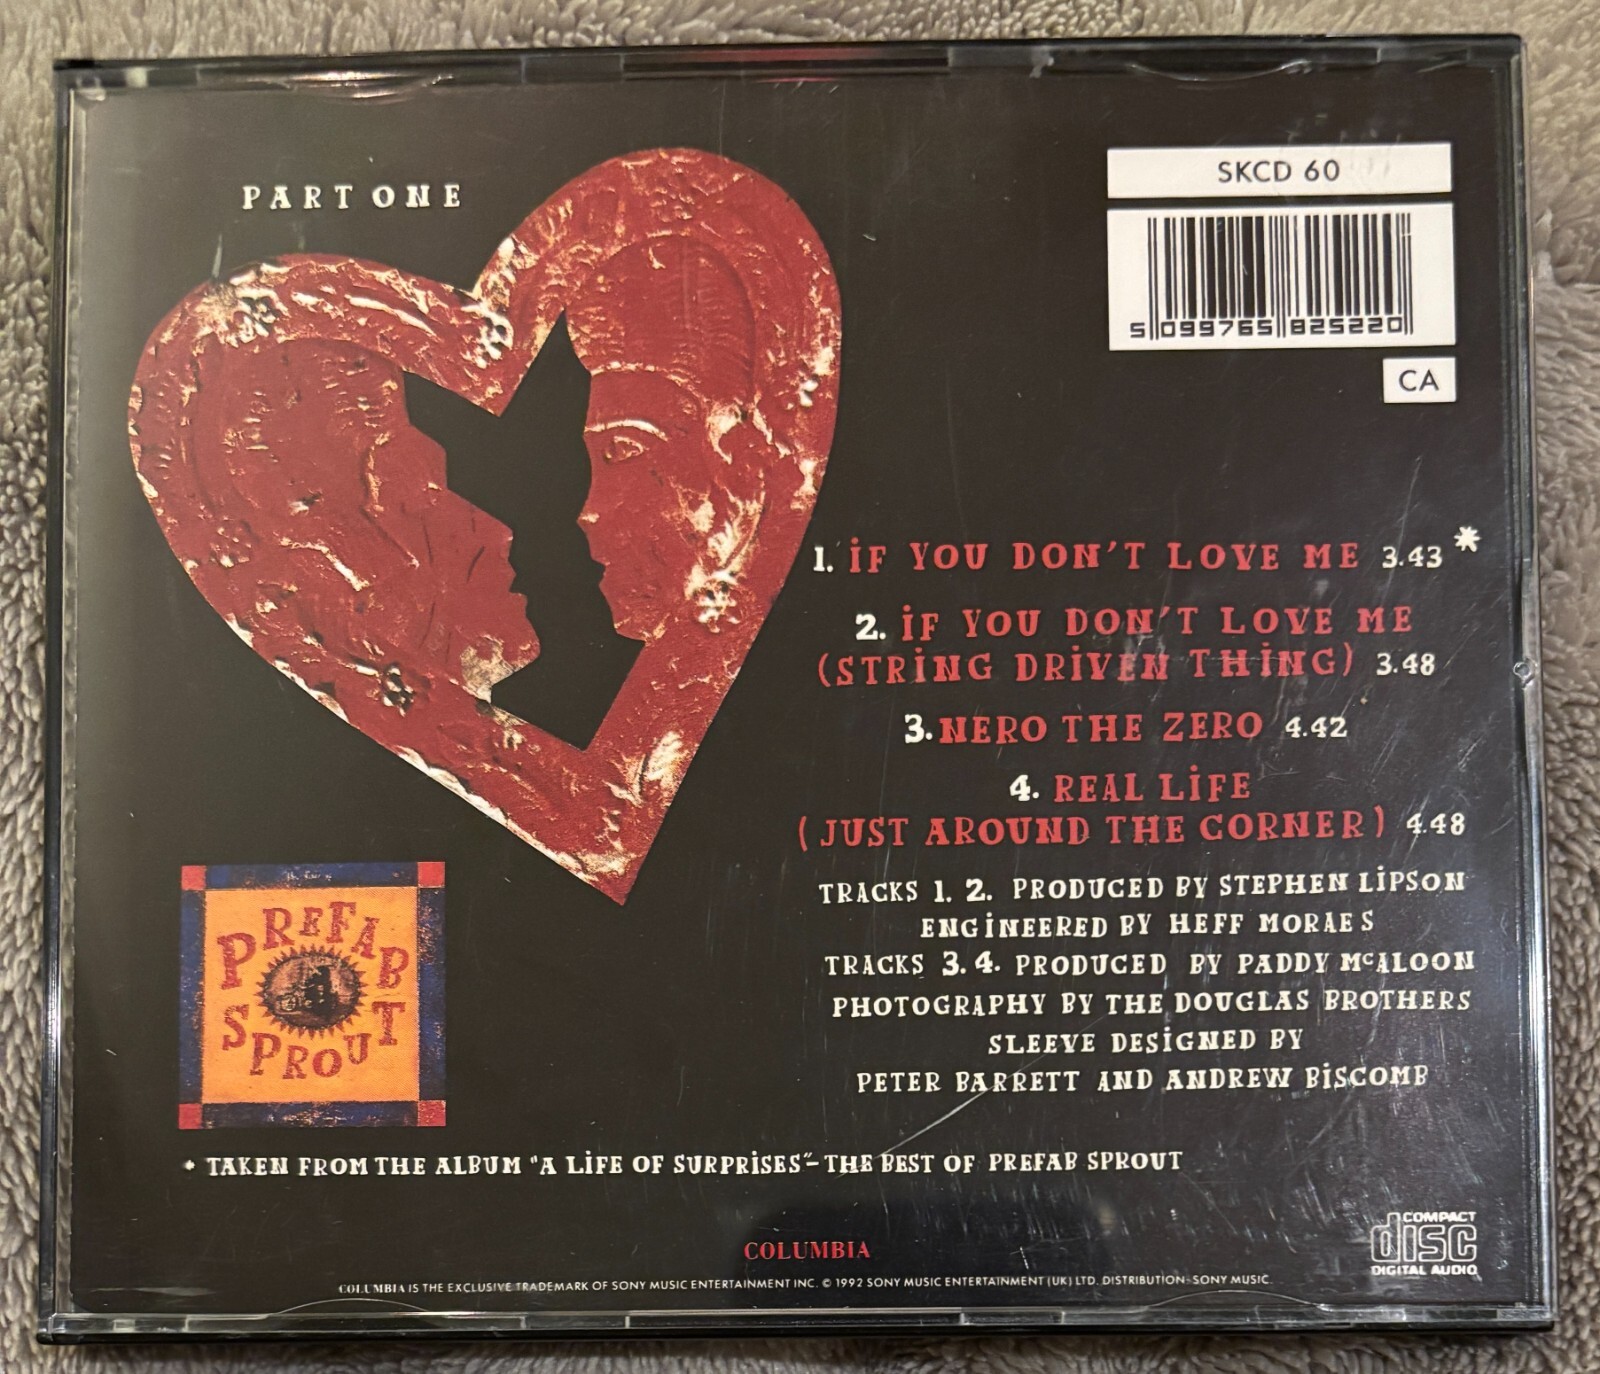 PART ONE
SKCD 60
5 099765 825220
CA
1. iF YOU DON'T LOVE ME 3.43 *
2. iF YOU DON'T LOVE ME
(STRiNG DRiVEN THiNG) 3.48
3. NERO THE ZERO 4.42
4. REAL LiFE
(JUST AROUND THE CORNER) 4.48
TRACKS 1. 2. PRODUCED BY STEPHEN LiPSON
ENGiNEERED BY HEFF MORAES
TRACKS 3. 4. PRODUCED BY PADDY McALOON
PHOTOGRAPHY BY THE DOUGLAS BROTHERS
SLEEVE DESiGNED BY
PETER BARRETT AND ANDREW BiSCOMB
PREFAB
SPROUT
* TAKEN FROM THE ALBUM "A LiFE OF SURPRiSES"-THE BEST OF PREFAB SPROUT
COLUMBIA
COMPACT
disc
DIGITAL AUDIO
COLUMBIA IS THE EXCLUSIVE TRADEMARK OF SONY MUSIC ENTERTAINMENT INC. © 1992 SONY MUSIC ENTERTAINMENT (UK) LTD. DISTRIBUTION-SONY MUSIC.